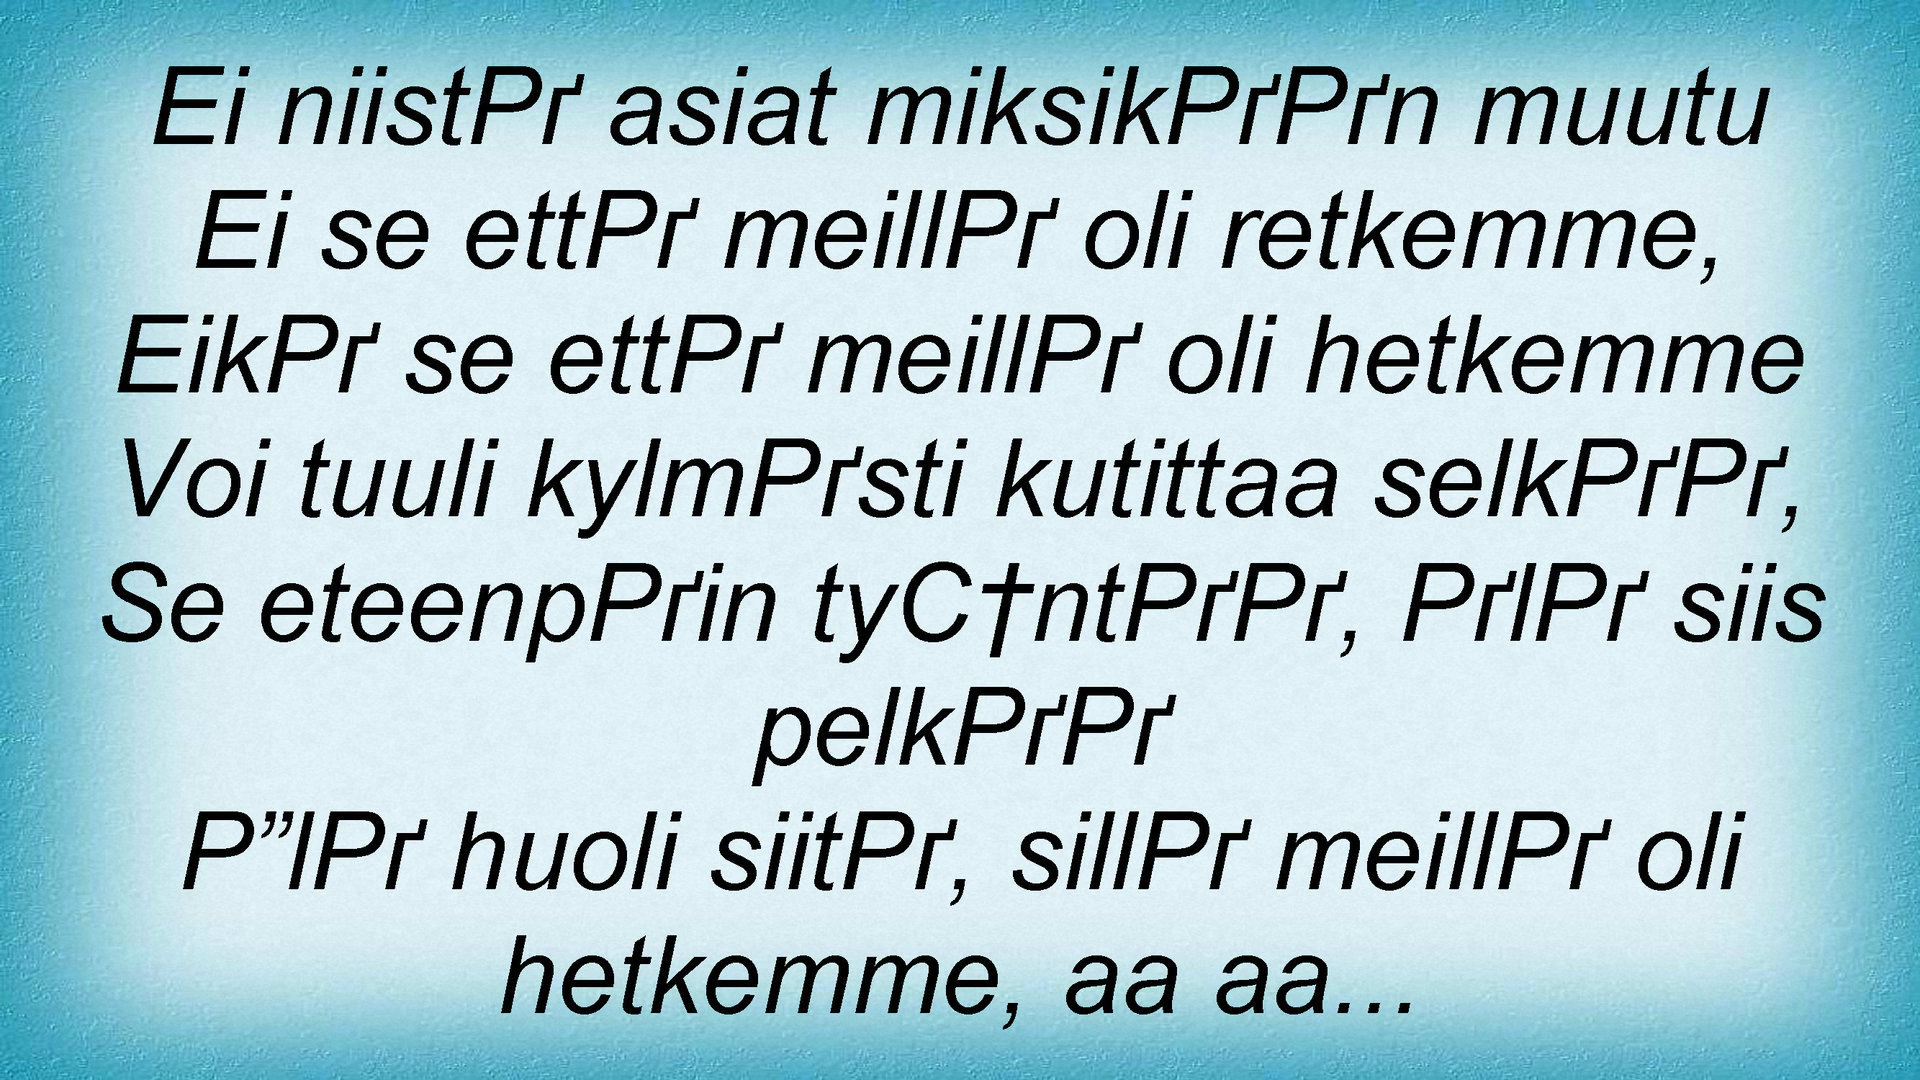 Ei niistPґ asiat miksikPґPґn muutu
Ei se ettPґ meillPґ oli retkemme,
EikPґ se ettPґ meillPґ oli hetkemme
Voi tuuli kylmPґsti kutittaa selkPґPґ,
Se eteenpPґin tyC†ntPґPґ, PґlPґ siis
pelkPґPґ
P”lPґ huoli siitPґ, sillPґ meillPґ oli
hetkemme, aa aa...